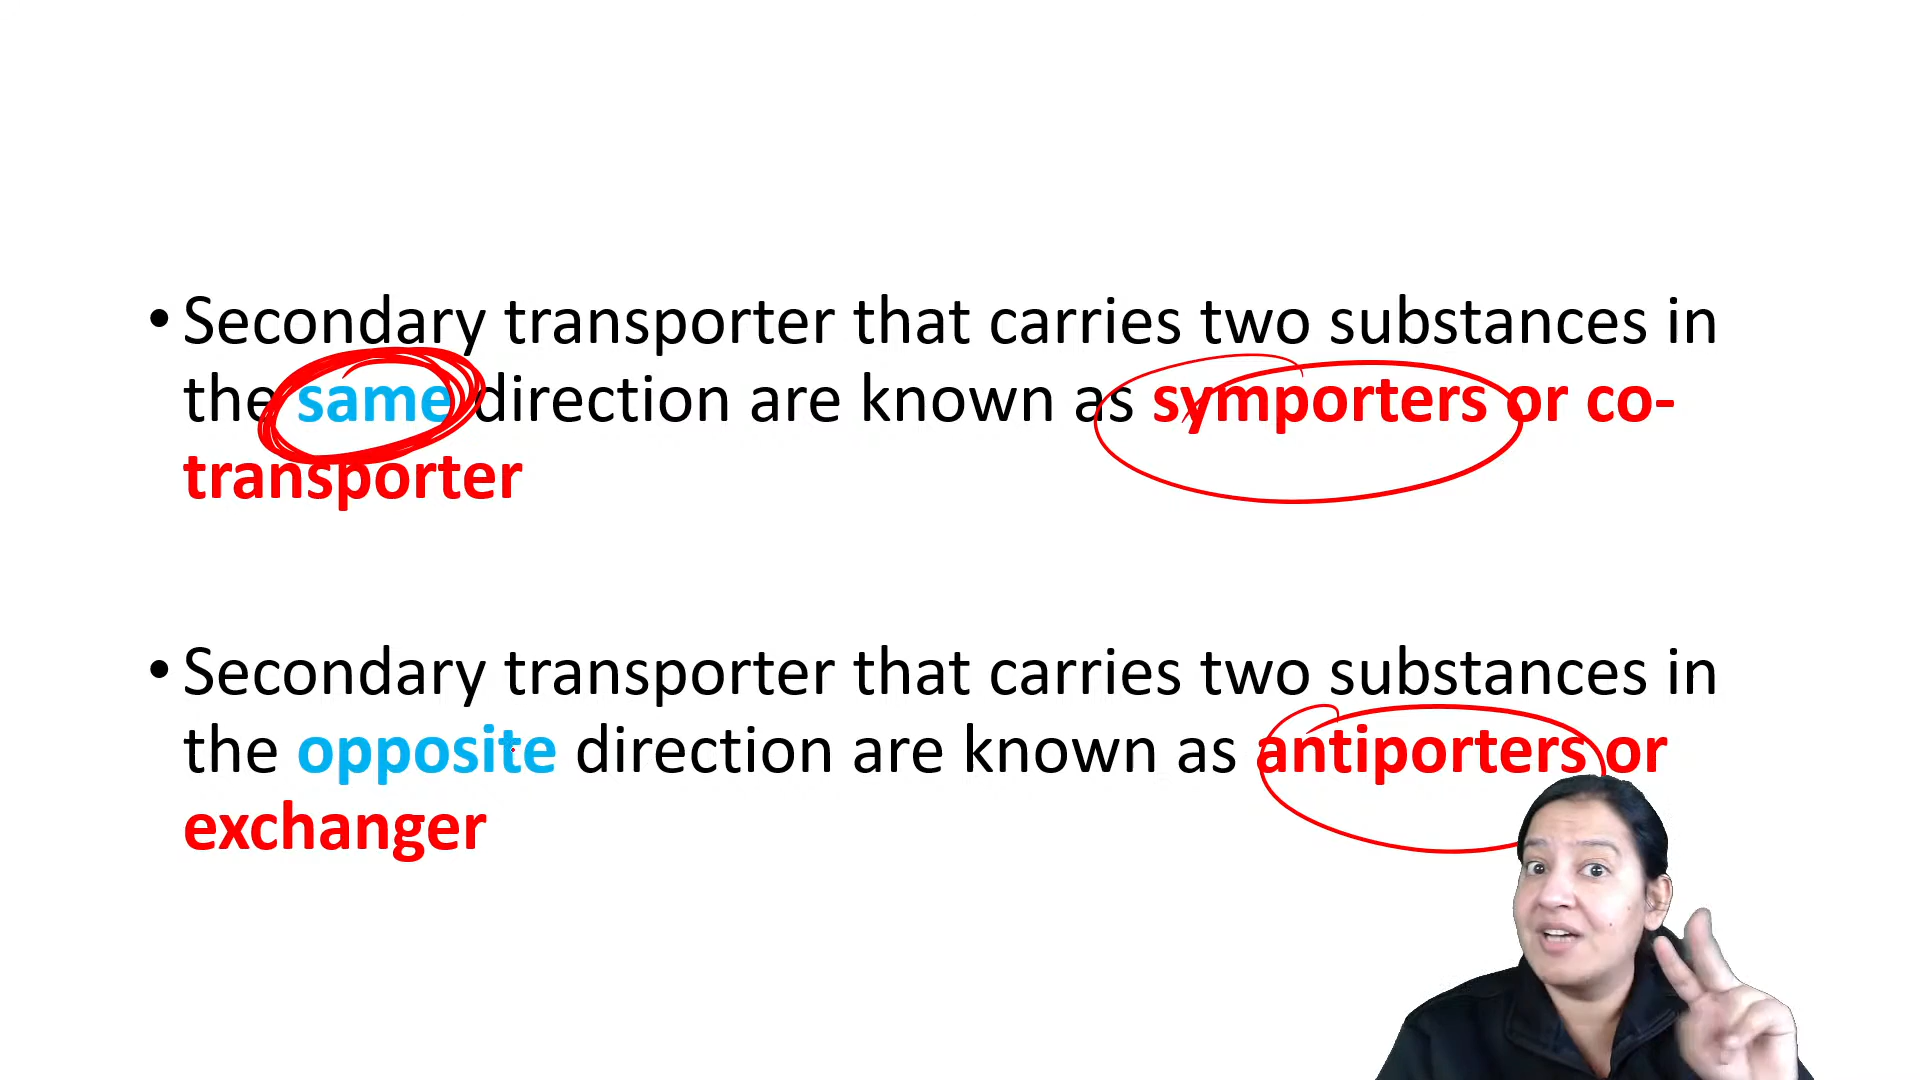 • Secondary transporter that carries two substances in
the same direction are known as symporters or co-
transporter
• Secondary transporter that carries two substances in
the opposite direction are known as antiporters or
exchanger